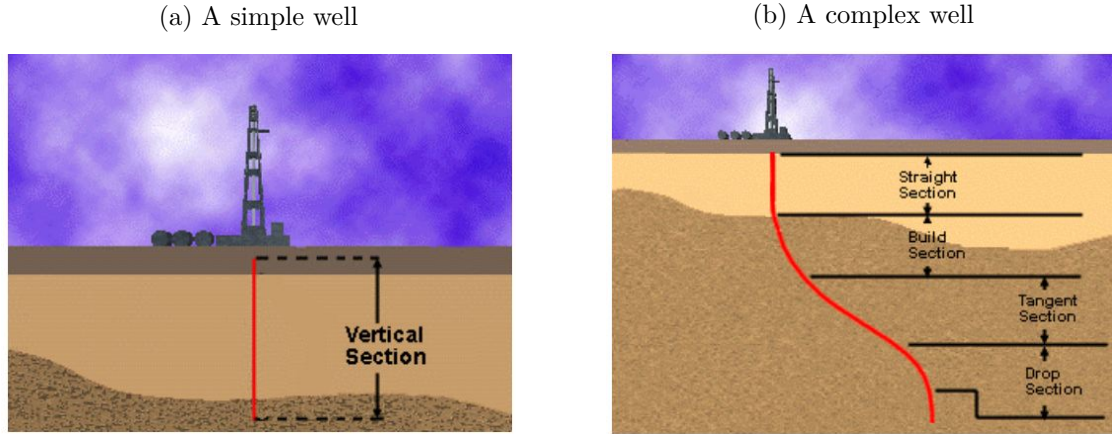 (a) A simple well
(b) A complex well
Vertical
Section
Straight
Section
Build
Section
Tangent
Section
Drop
Section